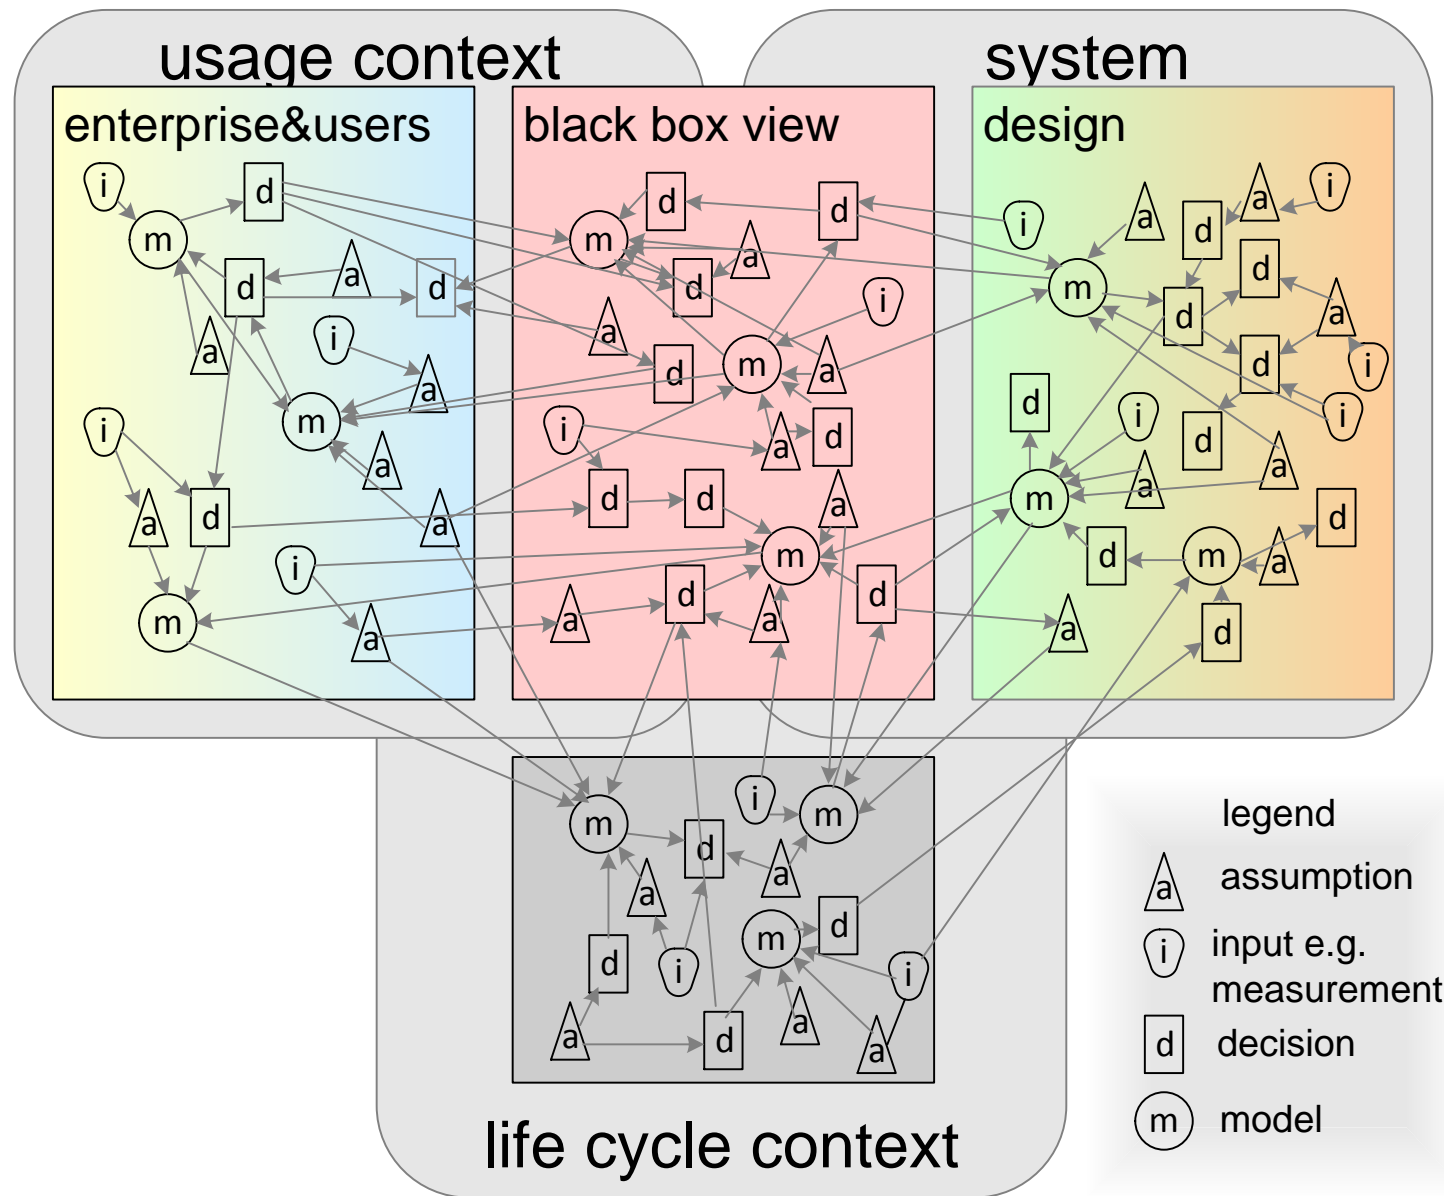 usage context
system
enterprise&users
i
d
m
a
d
d
i
a
a
m
i
a
a
d
a
i
m
a
black box view
d
d
m
a
d
i
a
m
d
a
i
a
d
d
d
a
m
d
d
a
a
design
i
a
i
a
d
d
m
a
d
i
d
d
i
i
d
a
a
m
d
d
m
a
a
d
i
m
m
d
a
a
d
m
d
i
i
a
a
d
a
life cycle context
legend
a
assumption
i
input e.g.
measurement
d
decision
m
model